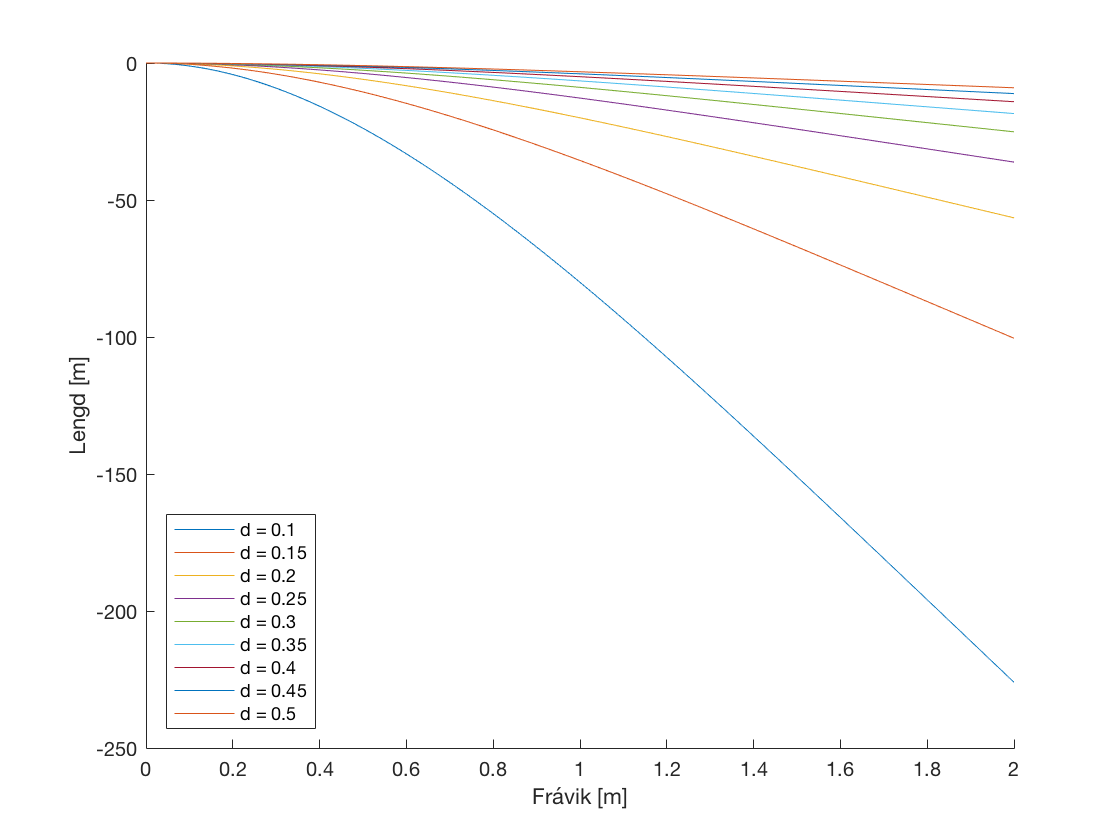 0
-50
-100
-150
-200
-250
Lengd [m]
d = 0.1
d = 0.15
d = 0.2
d = 0.25
d = 0.3
d = 0.35
d = 0.4
d = 0.45
d = 0.5
0 0.2 0.4 0.6 0.8 1 1.2 1.4 1.6 1.8 2
Frávik [m]